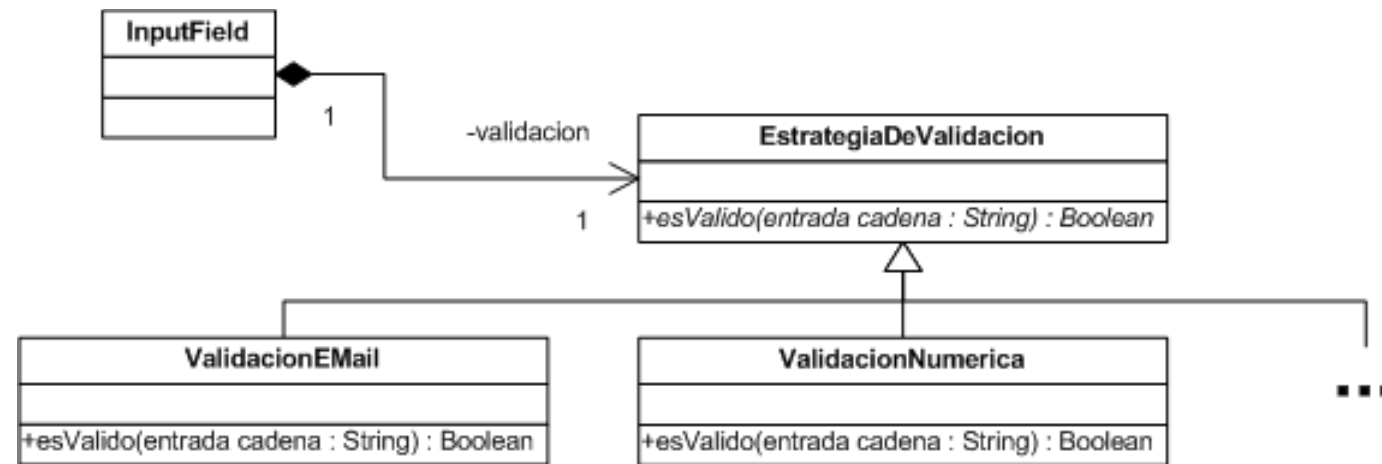 InputField
1
-validacion
EstrategiaDeValidacion
1
+esValido(entrada cadena : String) : Boolean
ValidacionEMail
ValidacionNumerica
...
+esValido(entrada cadena : String) : Boolean
+esValido(entrada cadena : String) : Boolean